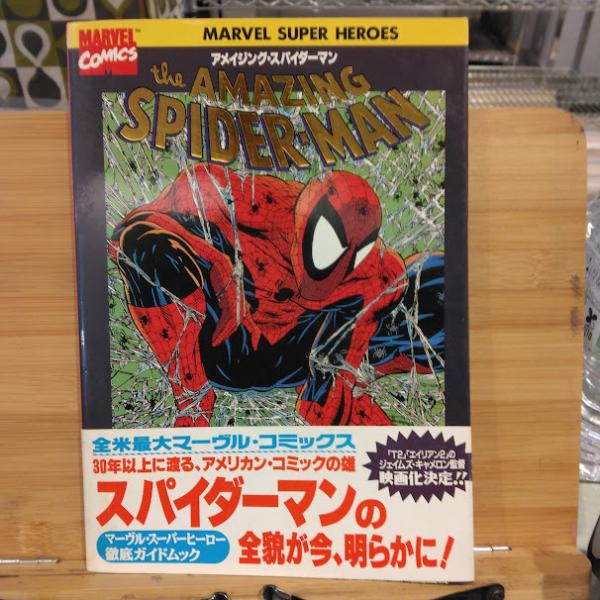 MARVEL COMICS
MARVEL SUPER HEROES
アメイジング・スパイダーマン
the AMAZING
SPIDER-MAN
全米最大マーヴル・コミックス
30年以上に渡る、アメリカン・コミックの雄
スパイダーマンの
マーヴル・スーパーヒーロー
徹底ガイドムック
全貌が今、明らかに!
「T2」「エイリアン2」の
ジェイムズ・キャメロン監督
映画化決定!!